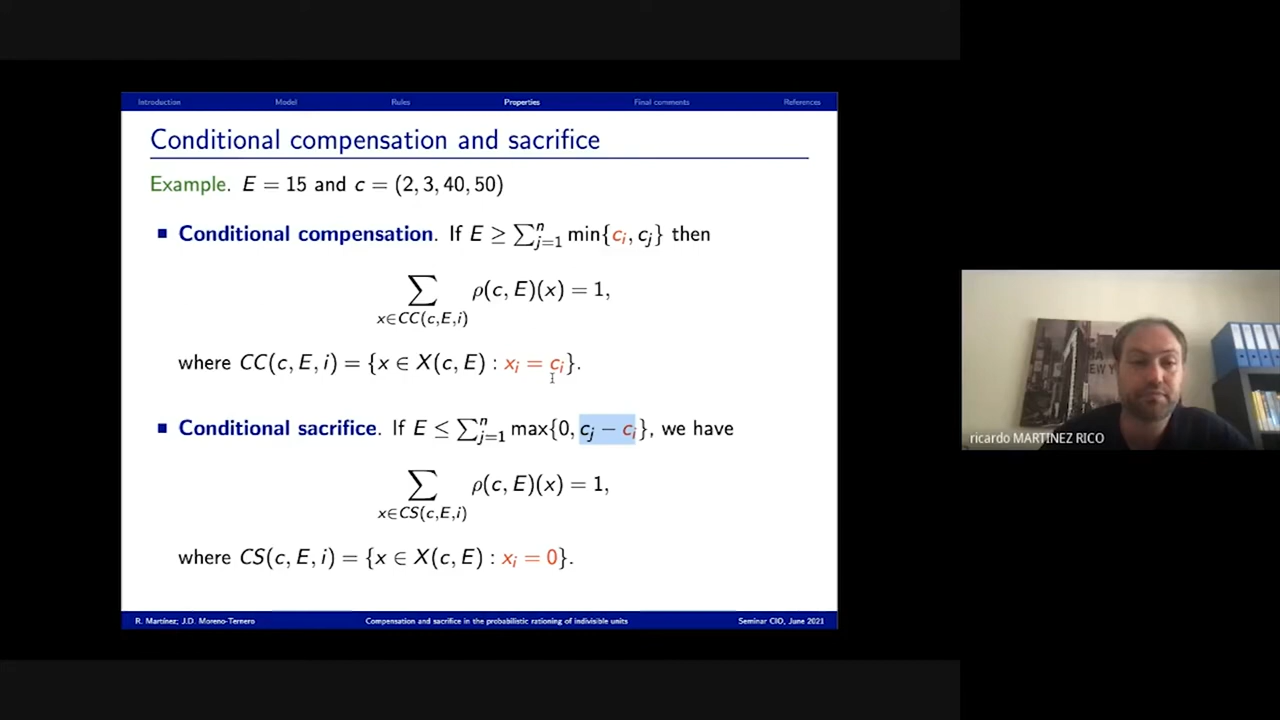 Introduction Model Rules Properties Final comments References
Conditional compensation and sacrifice
Example. E = 15 and c = (2, 3, 40, 50)
■ Conditional compensation. If E ≥ ∑ⁿⱼ₌₁ min{cᵢ, cⱼ} then
∑ ρ(c, E)(x) = 1,
x∈CC(c,E,i)
where CC(c, E, i) = {x ∈ X(c, E) : xᵢ = cᵢ}.
■ Conditional sacrifice. If E ≤ ∑ⁿⱼ₌₁ max{0, cⱼ − cᵢ}, we have
∑ ρ(c, E)(x) = 1,
x∈CS(c,E,i)
where CS(c, E, i) = {x ∈ X(c, E) : xᵢ = 0}.
R. Martínez; J.D. Moreno-Ternero Compensation and sacrifice in the probabilistic rationing of indivisible units Seminar CIO, June 2021
ricardo MARTINEZ RICO